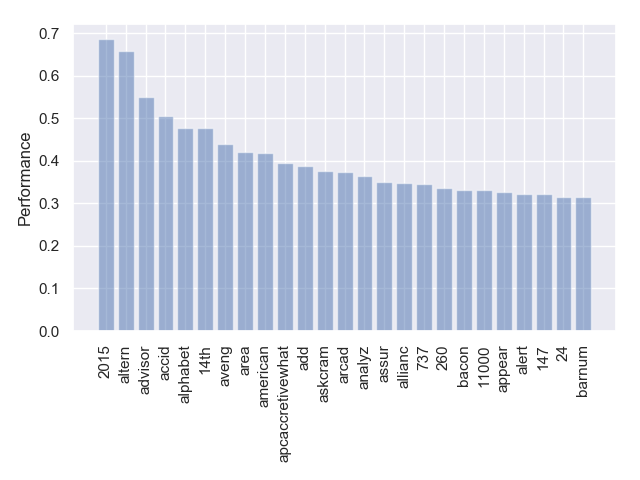 0.7
0.6
0.5
0.4
0.3
0.2
0.1
0.0
Performance
2015
altern
advisor
accid
alphabet
14th
aveng
area
american
apcaccretivewhat
add
askcram
arcad
analyz
assur
allianc
737
260
bacon
11000
appear
alert
147
24
barnum